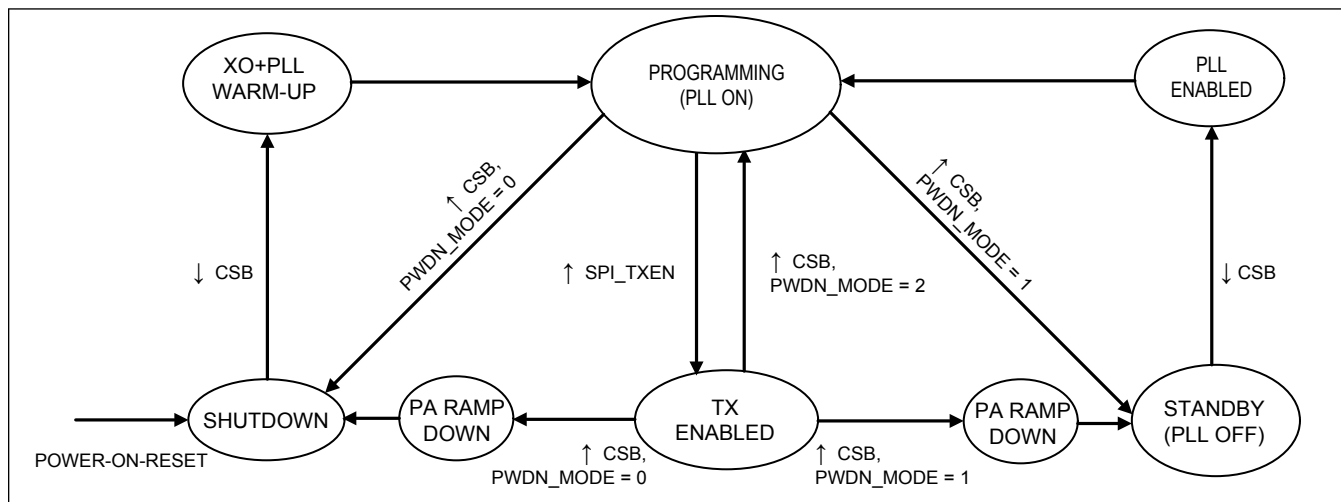 XO+PLL
WARM-UP
PROGRAMMING
(PLL ON)
PLL
ENABLED
↑ CSB,
PWDN_MODE = 0
↑ CSB,
PWDN_MODE = 1
↓ CSB
↑ SPI_TXEN
↑ CSB,
PWDN_MODE = 2
↓ CSB
SHUTDOWN
PA RAMP
DOWN
TX
ENABLED
PA RAMP
DOWN
STANDBY
(PLL OFF)
POWER-ON-RESET
↑ CSB,
PWDN_MODE = 0
↑ CSB,
PWDN_MODE = 1